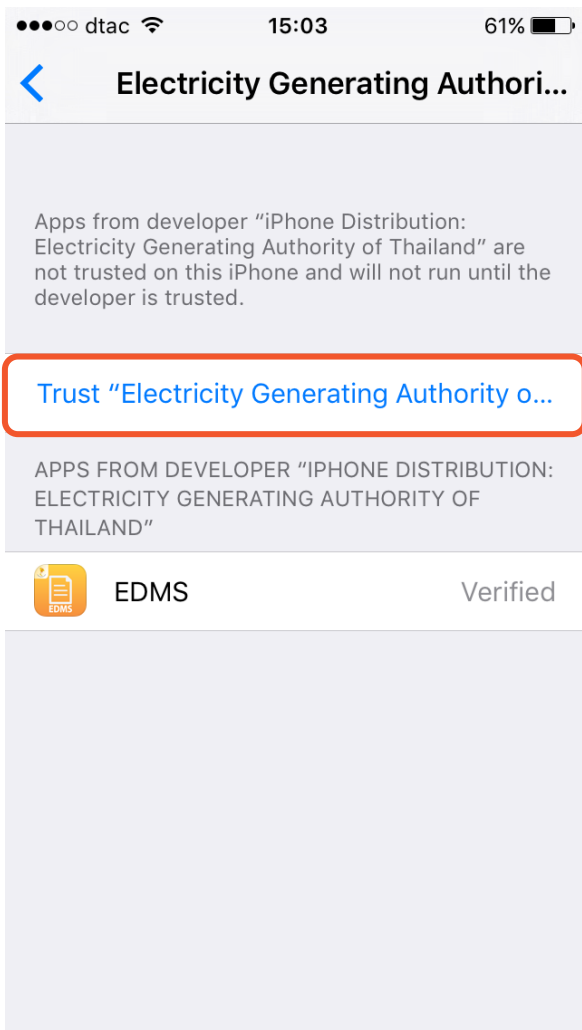 dtac 15:03 61%
Electricity Generating Authori...
Apps from developer “iPhone Distribution:
Electricity Generating Authority of Thailand” are
not trusted on this iPhone and will not run until the
developer is trusted.
Trust “Electricity Generating Authority o...
APPS FROM DEVELOPER “IPHONE DISTRIBUTION:
ELECTRICITY GENERATING AUTHORITY OF
THAILAND”
EDMS
EDMS Verified